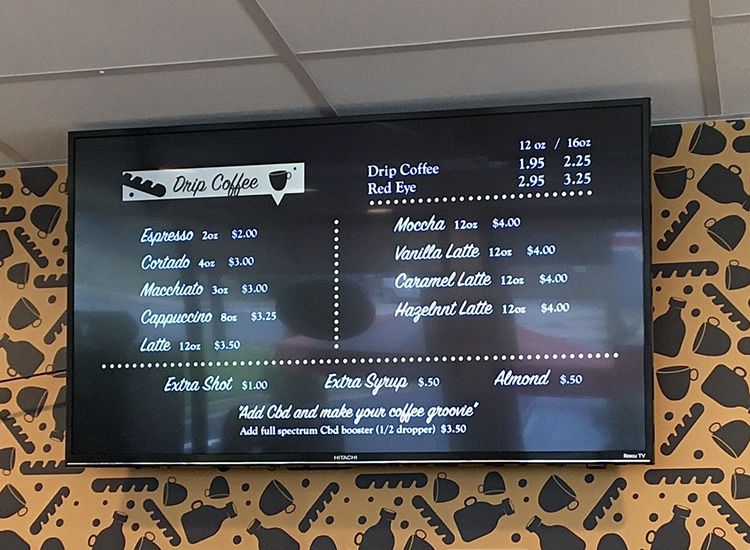 Drip Coffee
12 oz / 16oz
Drip Coffee 1.95 2.25
Red Eye 2.95 3.25
Espresso 2oz $2.00
Cortado 4oz $3.00
Macchiato 3oz $3.00
Cappuccino 8oz $3.25
Latte 12oz $3.50
Moccha 12oz $4.00
Vanilla Latte 12oz $4.00
Caramel Latte 12oz $4.00
Hazelnnt Latte 12oz $4.00
Extra Shot $1.00 Extra Syrup $.50 Almond $.50
"Add Cbd and make your coffee groovie"
Add full spectrum Cbd booster (1/2 dropper) $3.50
HITACHI Roku TV